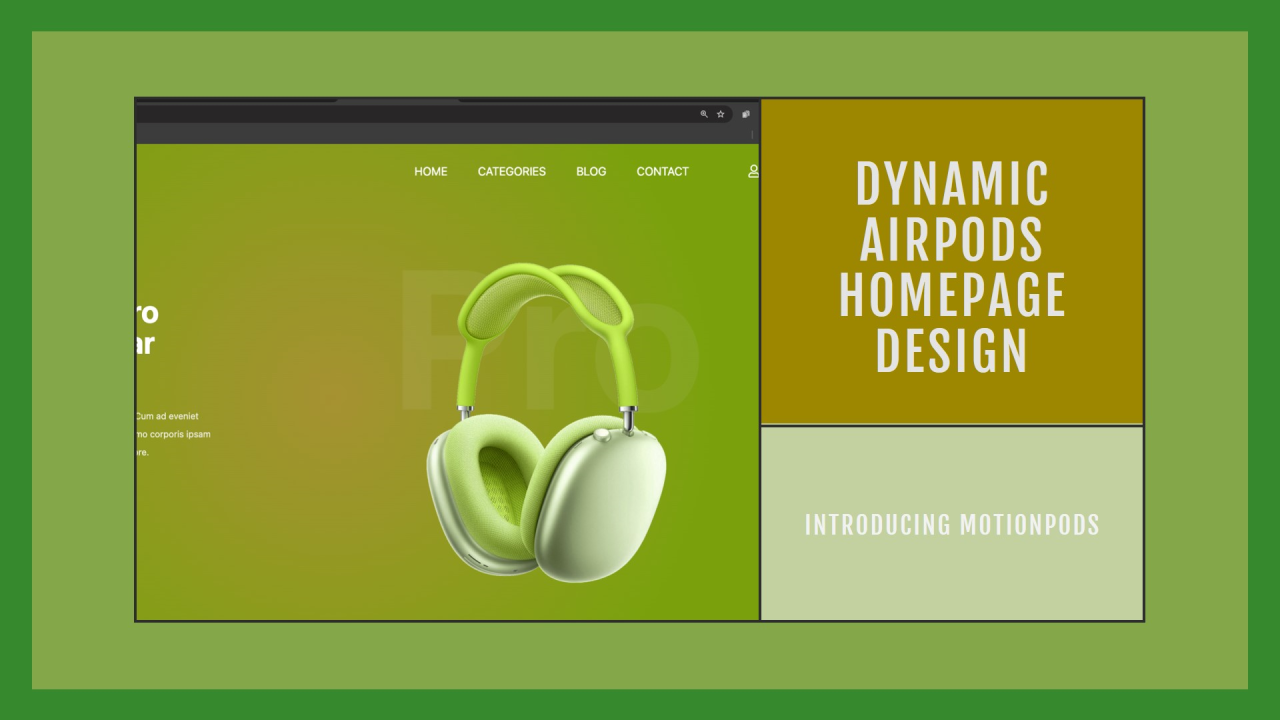 HOME CATEGORIES BLOG CONTACT
Pro
ro
ar
Cum ad eveniet
mo corporis ipsam
re.
DYNAMIC
AIRPODS
HOMEPAGE
DESIGN
INTRODUCING MOTIONPODS